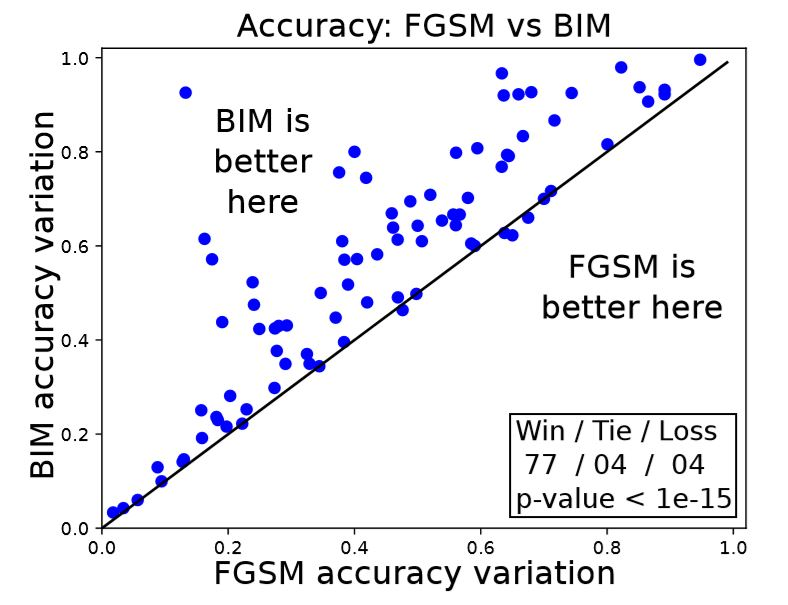 Accuracy: FGSM vs BIM
1.0
0.8
0.6
0.4
0.2
0.0
BIM accuracy variation
BIM is
better
here
FGSM is
better here
Win / Tie / Loss
77 / 04 / 04
p-value < 1e-15
0.0 0.2 0.4 0.6 0.8 1.0
FGSM accuracy variation